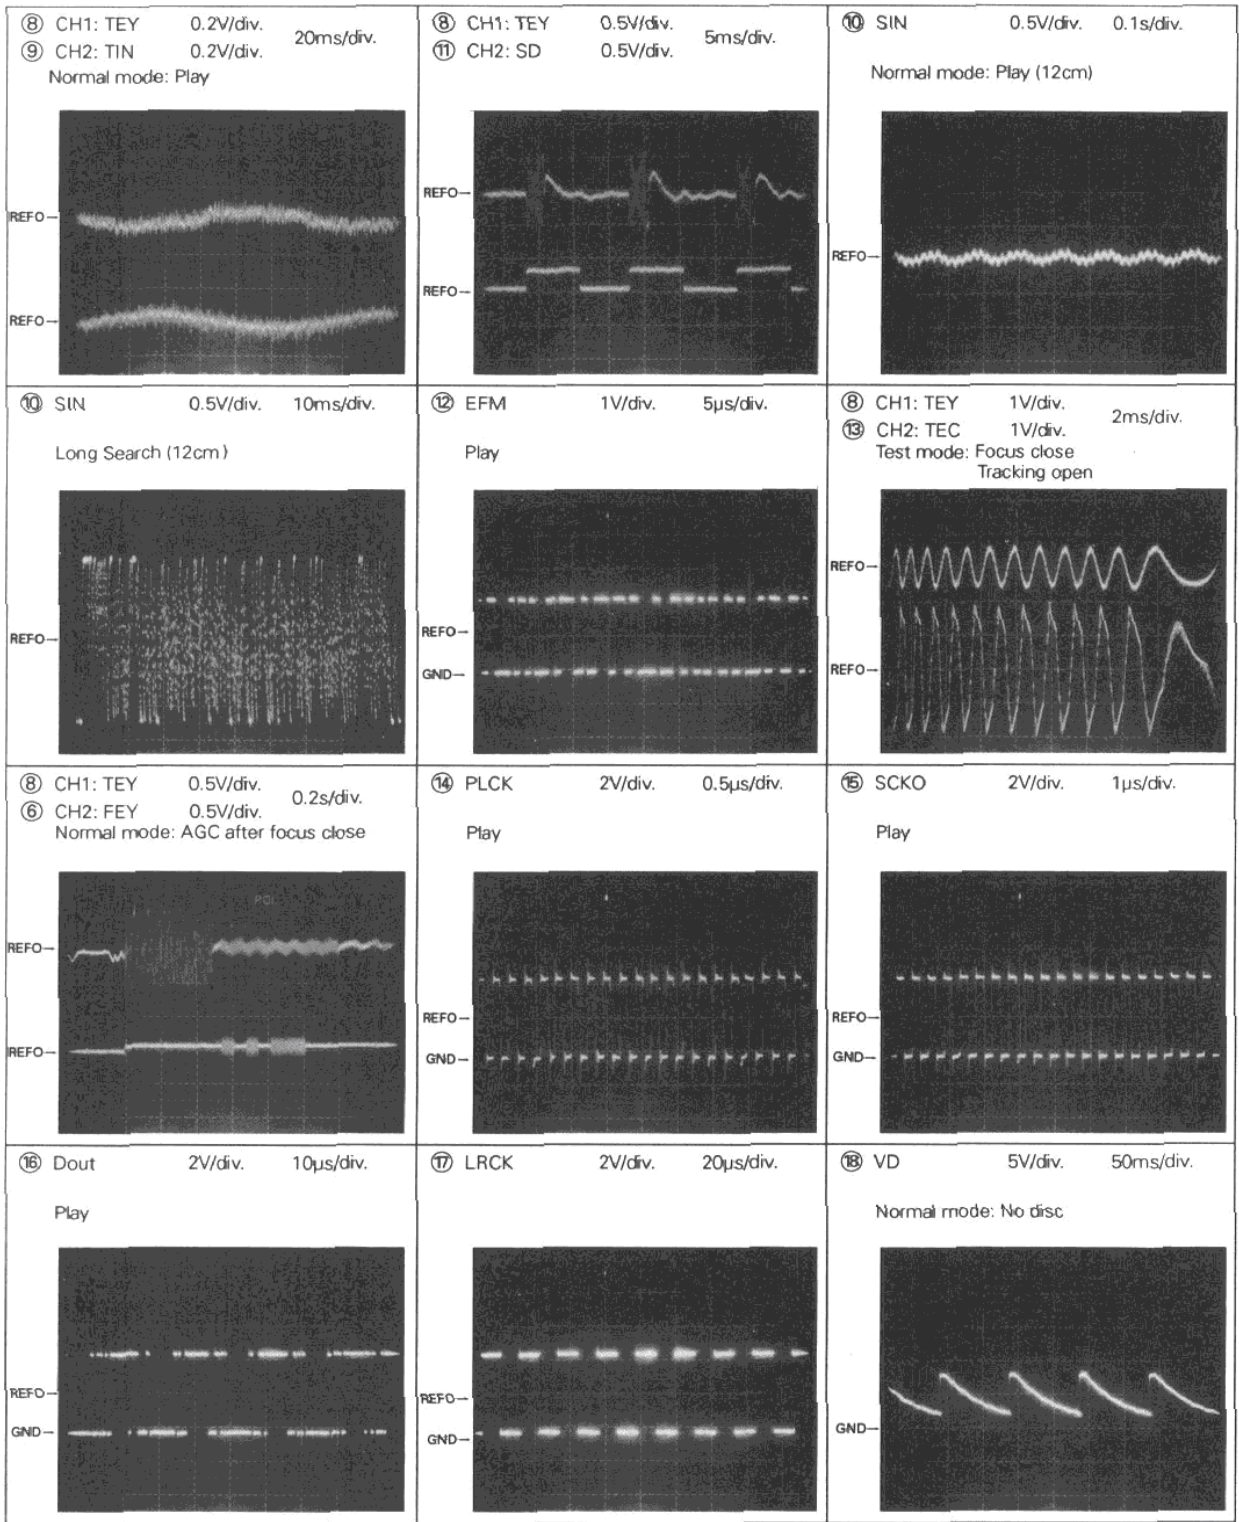 ⑧ CH1: TEY 0.2V/div. 20ms/div.
⑨ CH2: TIN 0.2V/div.
Normal mode: Play
REFO→
REFO→
⑧ CH1: TEY 0.5V/div. 5ms/div.
⑪ CH2: SD 0.5V/div.
REFO→
REFO→
⑩ SIN 0.5V/div. 0.1s/div.
Normal mode: Play (12cm)
REFO→
⑩ SIN 0.5V/div. 10ms/div.
Long Search (12cm)
REFO→
⑫ EFM 1V/div. 5μs/div.
Play
REFO→
GND→
⑧ CH1: TEY 1V/div. 2ms/div.
⑬ CH2: TEC 1V/div.
Test mode: Focus close
Tracking open
REFO→
REFO→
⑧ CH1: TEY 0.5V/div. 0.2s/div.
⑥ CH2: FEY 0.5V/div.
Normal mode: AGC after focus close
REFO→
REFO→
⑭ PLCK 2V/div. 0.5μs/div.
Play
REFO→
GND→
⑮ SCKO 2V/div. 1μs/div.
Play
REFO→
GND→
⑯ Dout 2V/div. 10μs/div.
Play
REFO→
GND→
⑰ LRCK 2V/div. 20μs/div.
REFO→
GND→
⑱ VD 5V/div. 50ms/div.
Normal mode: No disc
GND→